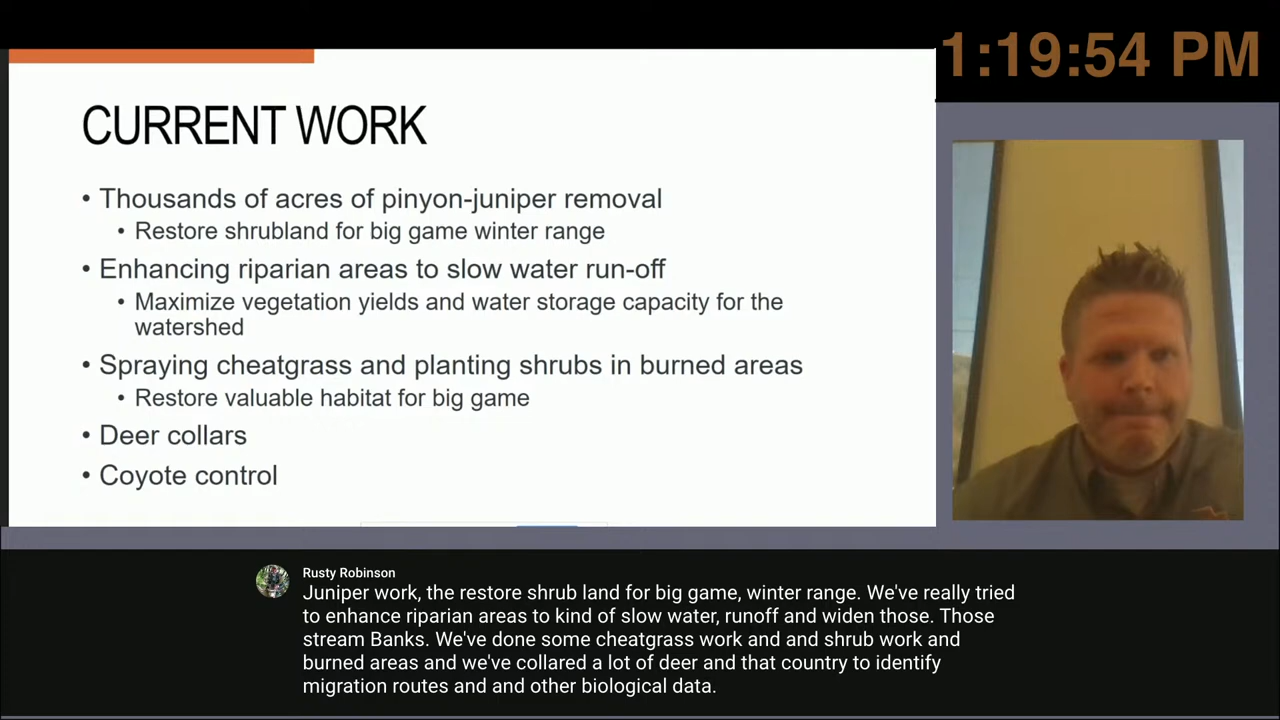 1:19:54 PM
CURRENT WORK
• Thousands of acres of pinyon-juniper removal
• Restore shrubland for big game winter range
• Enhancing riparian areas to slow water run-off
• Maximize vegetation yields and water storage capacity for the
watershed
• Spraying cheatgrass and planting shrubs in burned areas
• Restore valuable habitat for big game
• Deer collars
• Coyote control
Rusty Robinson
Juniper work, the restore shrub land for big game, winter range. We've really tried
to enhance riparian areas to kind of slow water, runoff and widen those. Those
stream Banks. We've done some cheatgrass work and and shrub work and
burned areas and we've collared a lot of deer and that country to identify
migration routes and and other biological data.